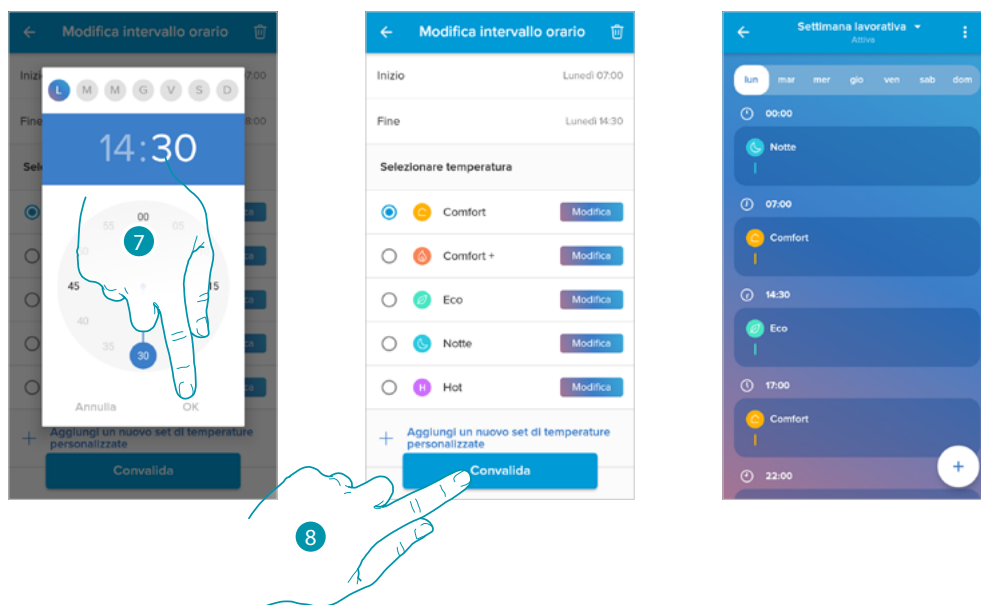 Modifica intervallo orario
Inizi
7:00
L M M G V S D
Fine
8:00
14:30
Sele
00
55 05
7
45 15
40
35
30
Annulla OK
Aggiungi un nuovo set di temperature
personalizzate
Convalida
Modifica intervallo orario
Inizio Lunedì 07:00
Fine Lunedì 14:30
Selezionare temperatura
C Comfort Modifica
Comfort + Modifica
Eco Modifica
Notte Modifica
H Hot Modifica
+ Aggiungi un nuovo set di temperature
personalizzate
Convalida
8
Settimana lavorativa
Attiva
lun mar mer gio ven sab dom
00:00
Notte
07:00
C Comfort
14:30
Eco
17:00
C Comfort
22:00
+